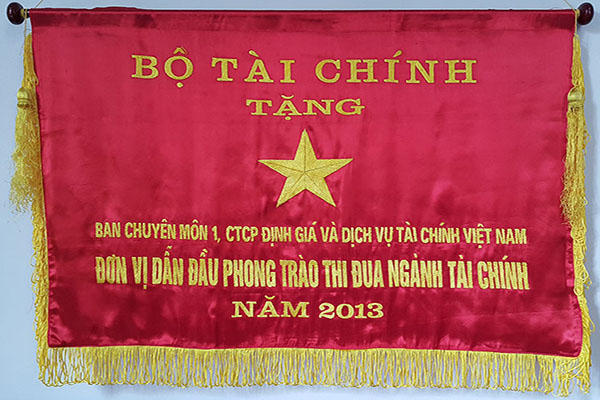 BỘ TÀI CHÍNH
TẶNG
BAN CHUYÊN MÔN 1, CTCP ĐỊNH GIÁ VÀ DỊCH VỤ TÀI CHÍNH VIỆT NAM
ĐƠN VỊ DẪN ĐẦU PHONG TRÀO THI ĐUA NGÀNH TÀI CHÍNH
NĂM 2013